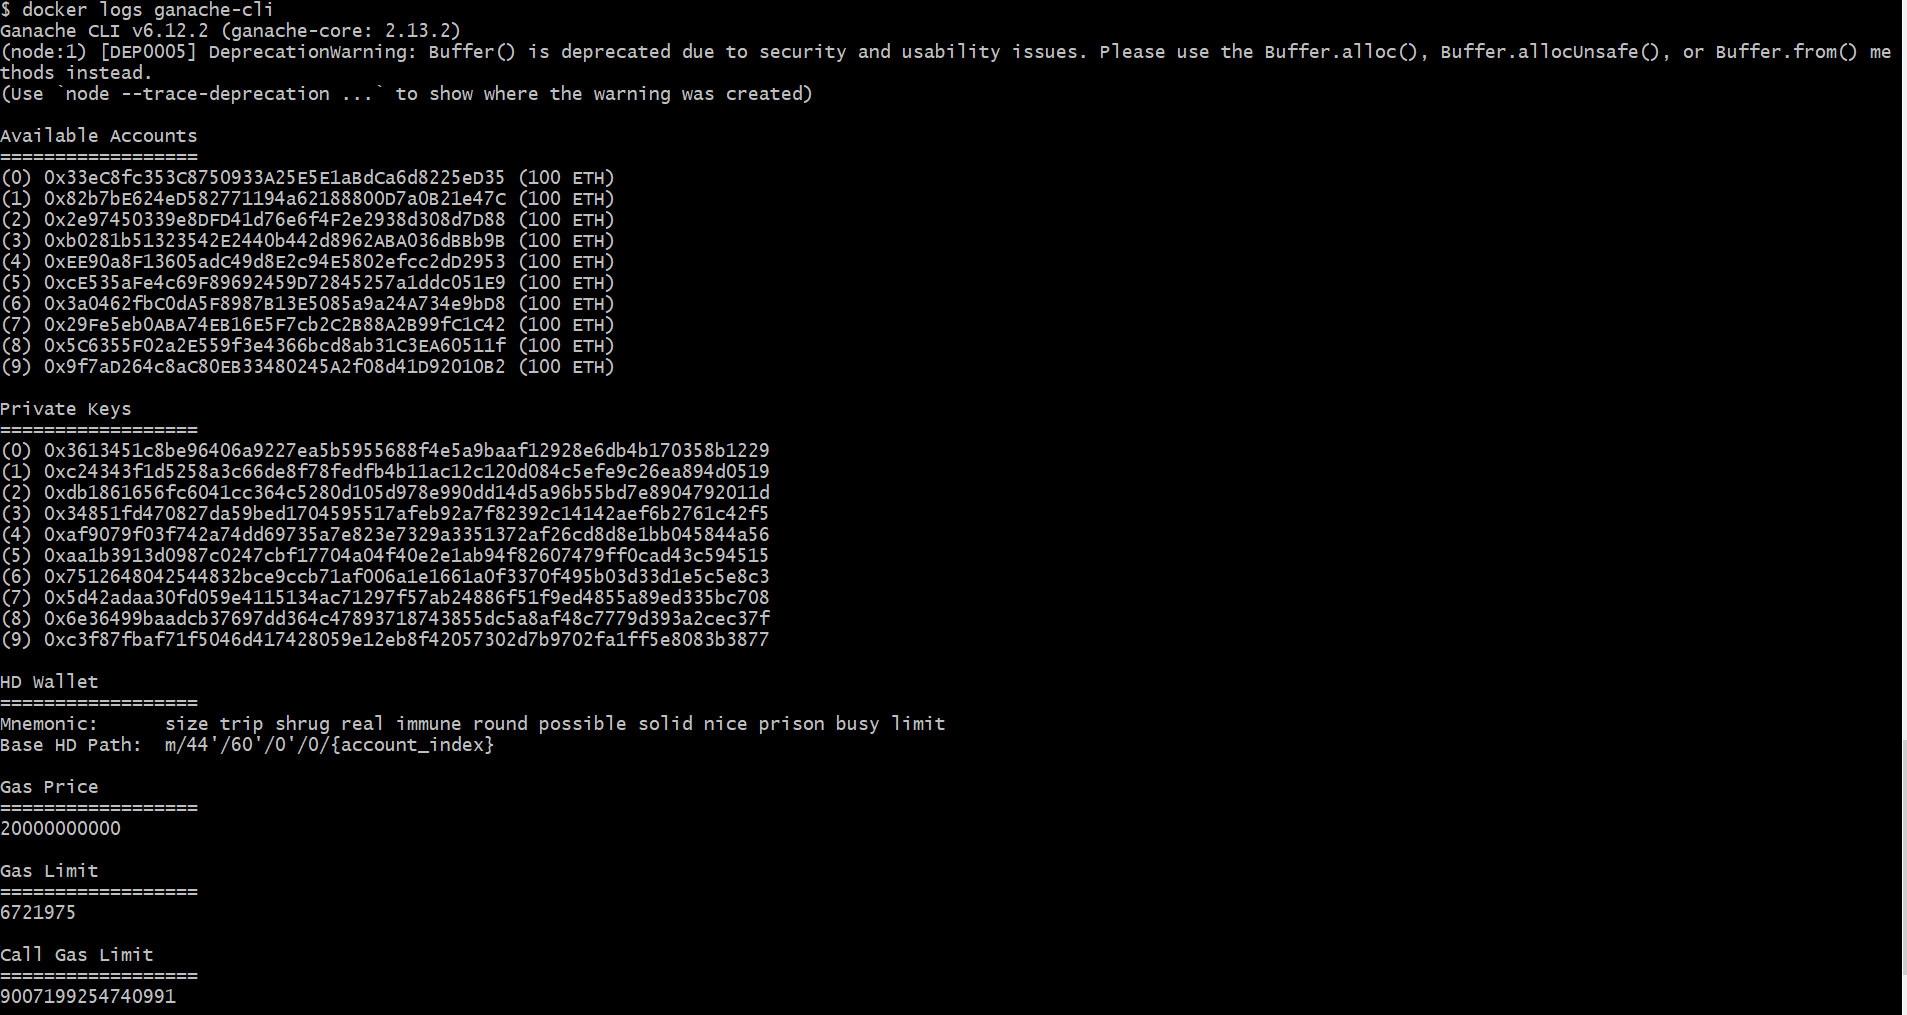 $ docker logs ganache-cli
Ganache CLI v6.12.2 (ganache-core: 2.13.2)
(node:1) [DEP0005] DeprecationWarning: Buffer() is deprecated due to security and usability issues. Please use the Buffer.alloc(), Buffer.allocUnsafe(), or Buffer.from() me
thods instead.
(Use `node --trace-deprecation ...` to show where the warning was created)
Available Accounts
==================
(0) 0x33eC8fc353C8750933A25E5E1aBdCa6d8225eD35 (100 ETH)
(1) 0x82b7bE624eD582771194a62188800D7a0B21e47C (100 ETH)
(2) 0x2e97450339e8DFD41d76e6f4F2e2938d308d7D88 (100 ETH)
(3) 0xb0281b51323542E2440b442d8962ABA036dBBb9B (100 ETH)
(4) 0xEE90a8F13605adC49d8E2c94E5802efcc2dD2953 (100 ETH)
(5) 0xcE535aFe4c69F89692459D72845257a1ddc051E9 (100 ETH)
(6) 0x3a0462fbC0dA5F8987B13E5085a9a24A734e9bD8 (100 ETH)
(7) 0x29Fe5eb0ABA74EB16E5F7cb2C2B88A2B99fC1C42 (100 ETH)
(8) 0x5C6355F02a2E559f3e4366bcd8ab31C3EA60511f (100 ETH)
(9) 0x9f7aD264c8aC80EB33480245A2f08d41D92010B2 (100 ETH)
Private Keys
==================
(0) 0x3613451c8be96406a9227ea5b5955688f4e5a9baaf12928e6db4b170358b1229
(1) 0xc24343f1d5258a3c66de8f78fedfb4b11ac12c120d084c5efe9c26ea894d0519
(2) 0xdb1861656fc6041cc364c5280d105d978e990dd14d5a96b55bd7e8904792011d
(3) 0x34851fd470827da59bed1704595517afeb92a7f82392c14142aef6b2761c42f5
(4) 0xaf9079f03f742a74dd69735a7e823e7329a3351372af26cd8d8e1bb045844a56
(5) 0xaa1b3913d0987c0247cbf17704a04f40e2e1ab94f82607479ff0cad43c594515
(6) 0x7512648042544832bce9ccb71af006a1e1661a0f3370f495b03d33d1e5c5e8c3
(7) 0x5d42adaa30fd059e4115134ac71297f57ab24886f51f9ed4855a89ed335bc708
(8) 0x6e36499baadcb37697dd364c47893718743855dc5a8af48c7779d393a2cec37f
(9) 0xc3f87fbaf71f5046d417428059e12eb8f42057302d7b9702fa1ff5e8083b3877
HD Wallet
==================
Mnemonic:      size trip shrug real immune round possible solid nice prison busy limit
Base HD Path:  m/44'/60'/0'/0/{account_index}
Gas Price
==================
20000000000
Gas Limit
==================
6721975
Call Gas Limit
==================
9007199254740991